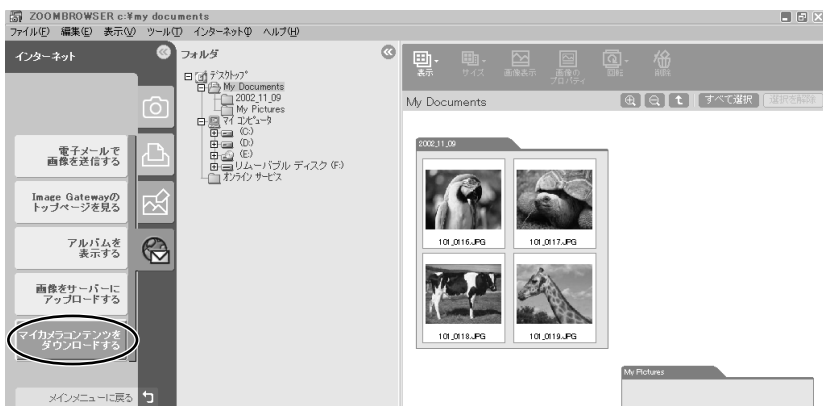 ZOOMBROWSER c:¥my documents
ファイル(F) 編集(E) 表示(V) ツール(T) インターネット(I) ヘルプ(H)
インターネット
電子メールで
画像を送信する
Image Gatewayの
トップページを見る
アルバムを
表示する
画像をサーバーに
アップロードする
マイカメラコンテンツを
ダウンロードする
メインメニューに戻る
フォルダ
デスクトップ
My Documents
2002_11_09
My Pictures
マイ コンピュータ
(C:)
(D:)
(E:)
リムーバブル ディスク (F:)
オンライン サービス
表示
サイズ
画像表示
画像の
プロパティ
回転
削除
My Documents
すべて選択
選択を解除
2002_11_09
101_0116.JPG
101_0117.JPG
101_0118.JPG
101_0119.JPG
My Pictures